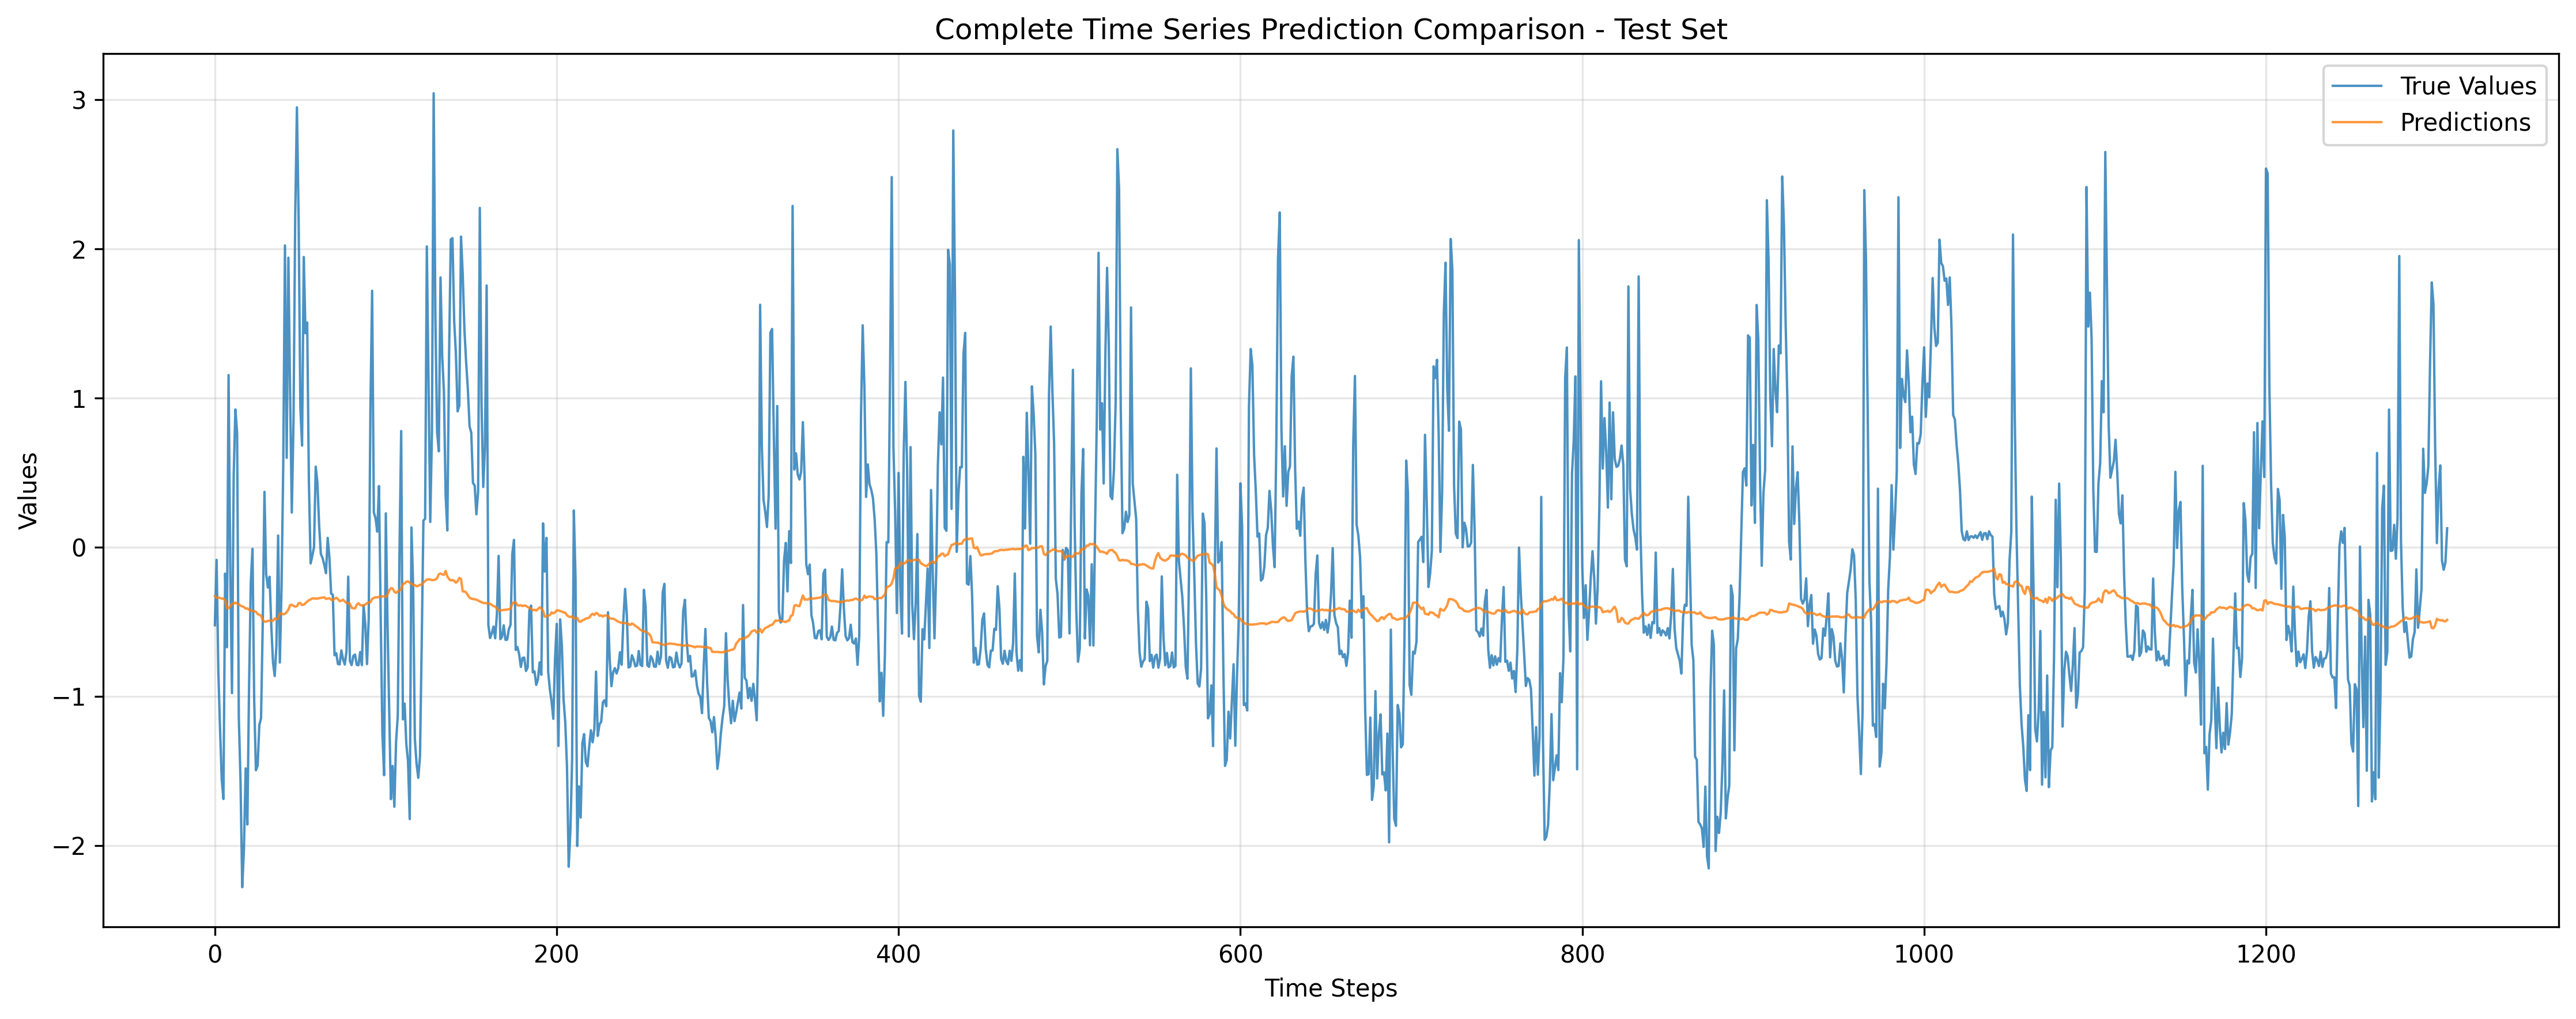 Complete Time Series Prediction Comparison - Test Set
True Values
Predictions
Values
3
2
1
0
−1
−2
0 200 400 600 800 1000 1200
Time Steps